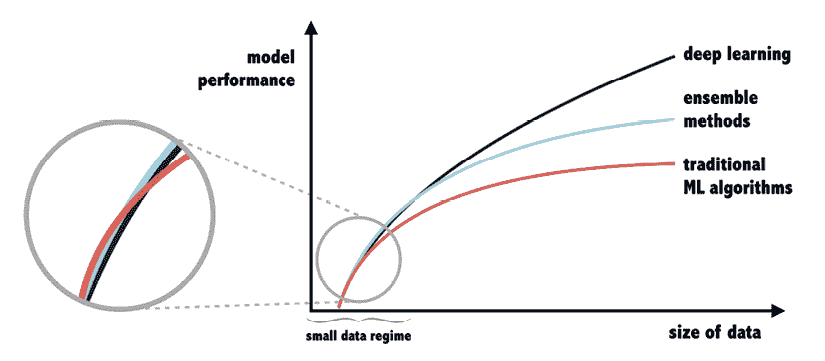 model
performance
deep learning
ensemble
methods
traditional
ML algorithms
small data regime
size of data